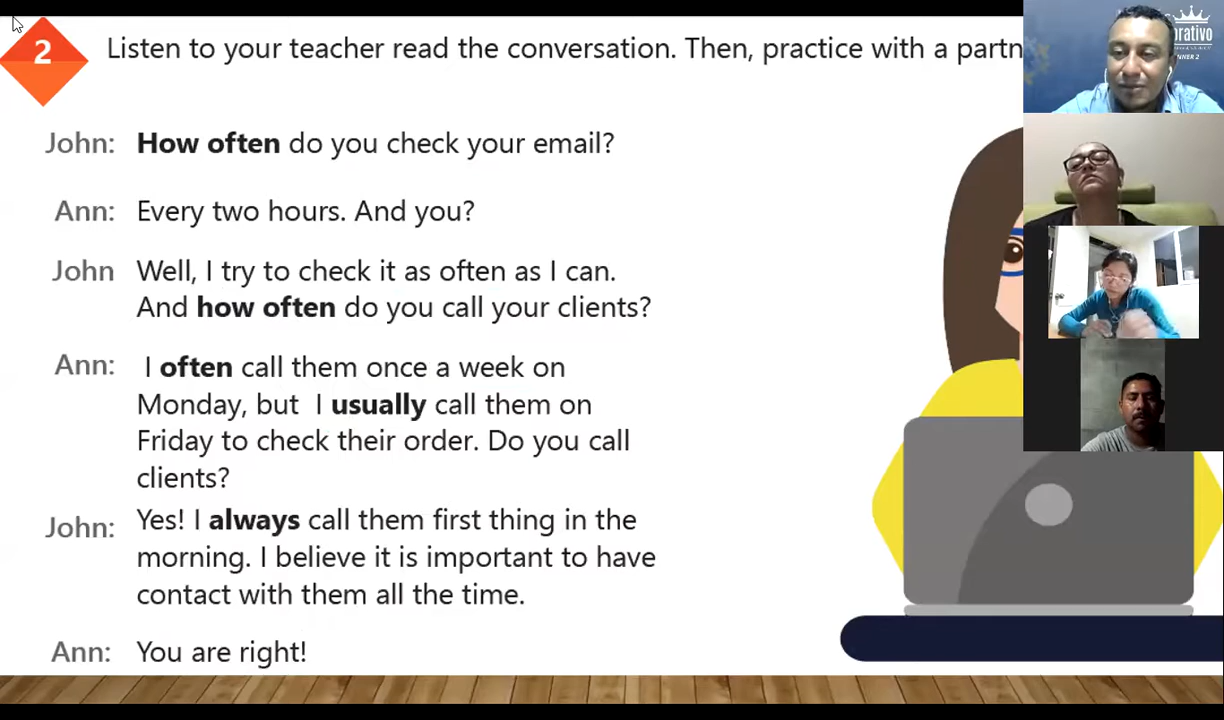 2
Listen to your teacher read the conversation. Then, practice with a
John: How often do you check your email?
Ann: Every two hours. And you?
John Well, I try to check it as often as I can.
And how often do you call your clients?
Ann: I often call them once a week on
Monday, but I usually call them on
Friday to check their order. Do you call
clients?
John: Yes! I always call them first thing in the
morning. I believe it is important to have
contact with them all the time.
Ann: You are right!